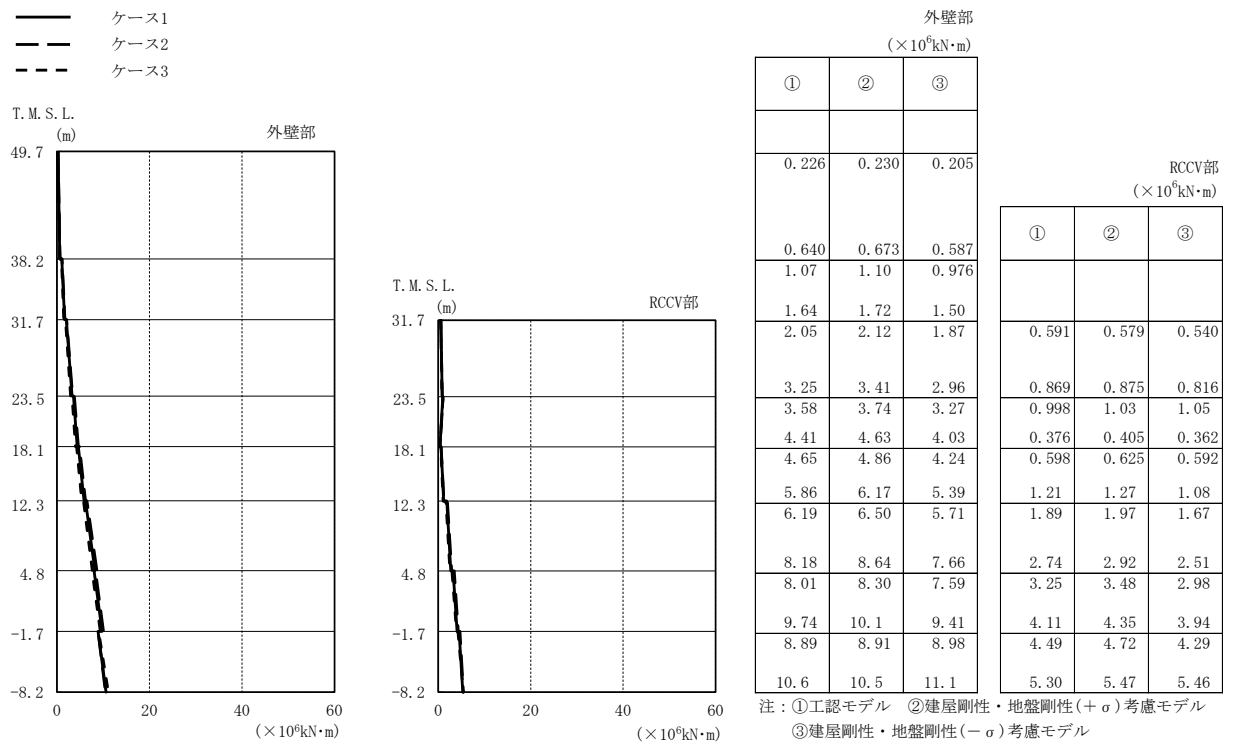 ケース1
ケース2
ケース3
T.M.S.L.
(m)
外壁部
49.7
38.2
31.7
23.5
18.1
12.3
4.8
-1.7
-8.2
0 20 40 60
(×10⁶kN・m)
T.M.S.L.
(m)
RCCV部
31.7
23.5
18.1
12.3
4.8
-1.7
-8.2
0 20 40 60
(×10⁶kN・m)
外壁部
(×10⁶kN・m)
① ② ③
0.226 0.230 0.205
0.640 0.673 0.587
1.07 1.10 0.976
1.64 1.72 1.50
2.05 2.12 1.87
3.25 3.41 2.96
3.58 3.74 3.27
4.41 4.63 4.03
4.65 4.86 4.24
5.86 6.17 5.39
6.19 6.50 5.71
8.18 8.64 7.66
8.01 8.30 7.59
9.74 10.1 9.41
8.89 8.91 8.98
10.6 10.5 11.1
RCCV部
(×10⁶kN・m)
① ② ③
0.591 0.579 0.540
0.869 0.875 0.816
0.998 1.03 1.05
0.376 0.405 0.362
0.598 0.625 0.592
1.21 1.27 1.08
1.89 1.97 1.67
2.74 2.92 2.51
3.25 3.48 2.98
4.11 4.35 3.94
4.49 4.72 4.29
5.30 5.47 5.46
注：①工認モデル ②建屋剛性・地盤剛性(＋σ)考慮モデル
③建屋剛性・地盤剛性(－σ)考慮モデル